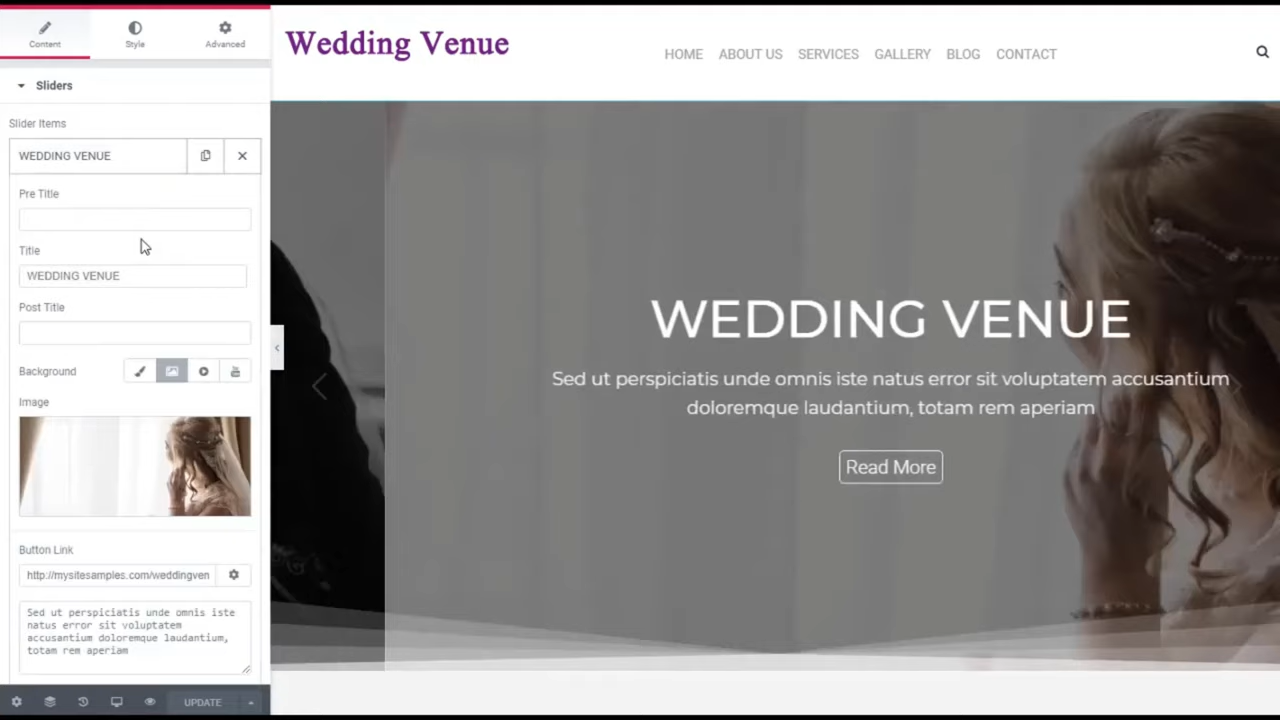 Content
Style
Advanced
Sliders
Slider Items
WEDDING VENUE
Pre Title
Title
WEDDING VENUE
Post Title
Background
Image
Button Link
http://mysitesamples.com/weddingven
Sed ut perspiciatis unde omnis iste
natus error sit voluptatem
accusantium doloremque laudantium,
totam rem aperiam
UPDATE
Wedding Venue
HOME ABOUT US SERVICES GALLERY BLOG CONTACT
WEDDING VENUE
Sed ut perspiciatis unde omnis iste natus error sit voluptatem accusantium
doloremque laudantium, totam rem aperiam
Read More